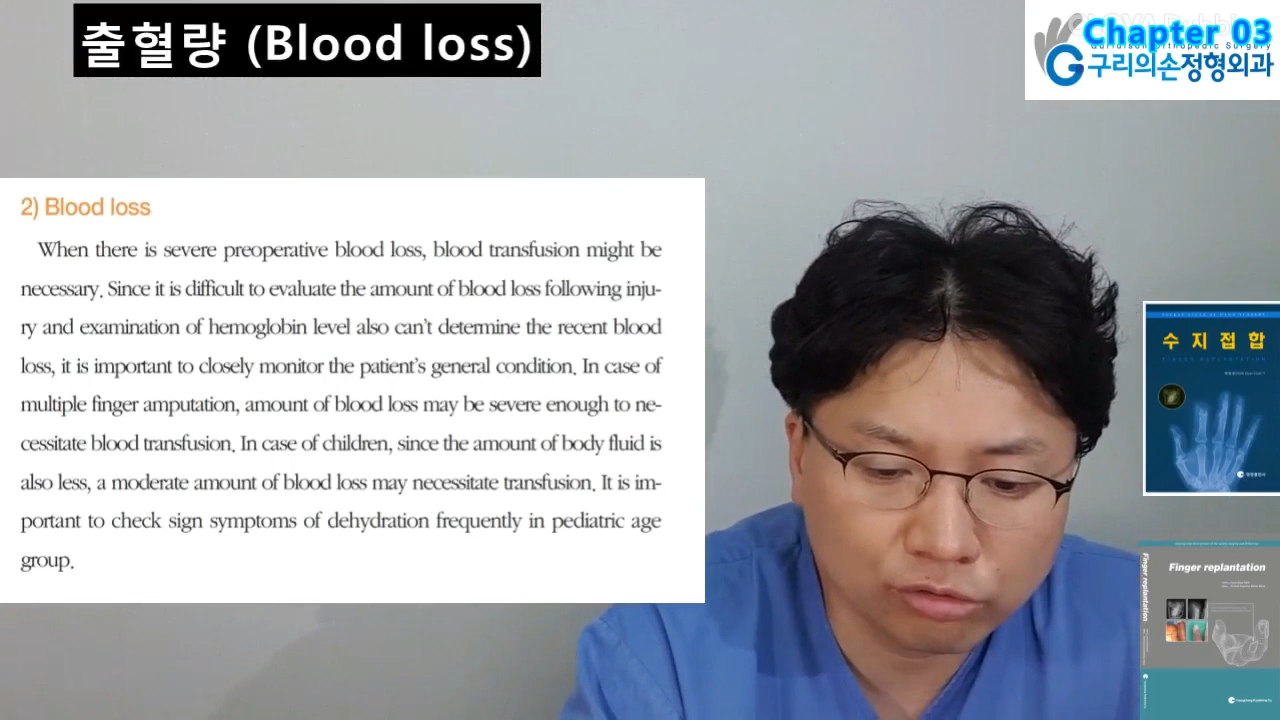 출혈량 (Blood loss)
Chapter 03
Orthopedic Surgery
구리의손정형외과
2) Blood loss
When there is severe preoperative blood loss, blood transfusion might be
necessary. Since it is difficult to evaluate the amount of blood loss following inju-
ry and examination of hemoglobin level also can't determine the recent blood
loss, it is important to closely monitor the patient's general condition. In case of
multiple finger amputation, amount of blood loss may be severe enough to ne-
cessitate blood transfusion. In case of children, since the amount of body fluid is
also less, a moderate amount of blood loss may necessitate transfusion. It is im-
portant to check sign symptoms of dehydration frequently in pediatric age
group.
수지접합
FINGER REPLANTATION
Finger replantation
Finger replantation